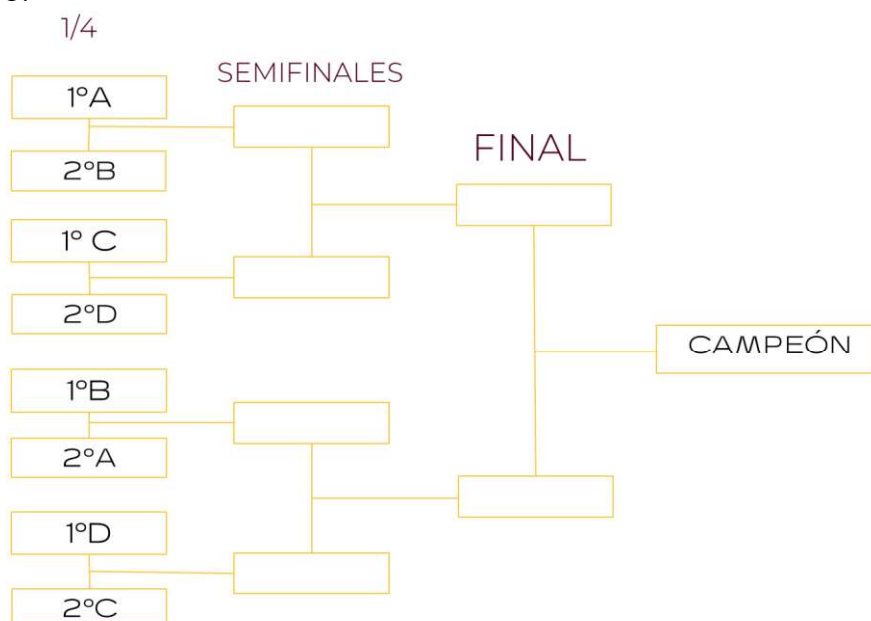 1/4
SEMIFINALES
FINAL
1ºA
2ºB
1º C
2ºD
CAMPEÓN
1ºB
2ºA
1ºD
2ºC